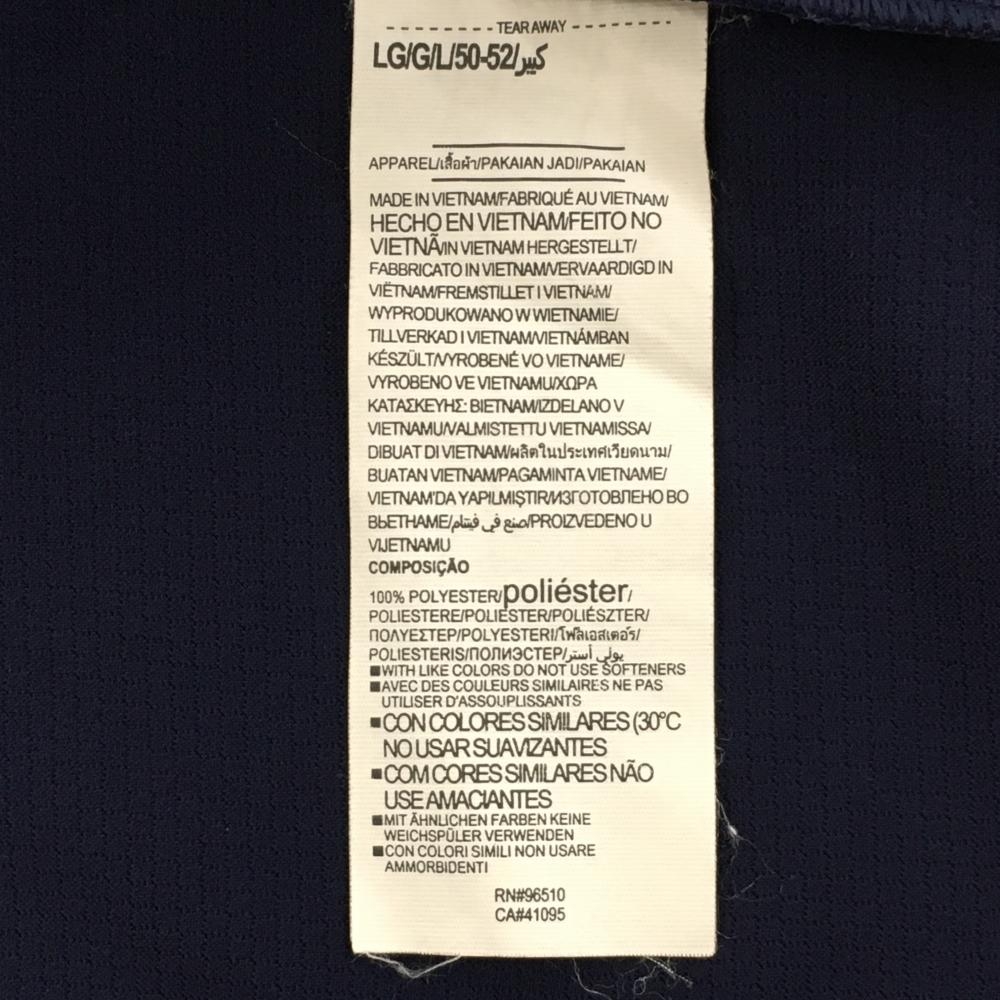 TEAR AWAY
LG/G/L/50-52/كبير
APPAREL/เสื้อผ้า/PAKAIAN JADI/PAKAIAN
MADE IN VIETNAM/FABRIQUÉ AU VIETNAM/
HECHO EN VIETNAM/FEITO NO
VIETNÃ/IN VIETNAM HERGESTELLT/
FABBRICATO IN VIETNAM/VERVAARDIGD IN
VIËTNAM/FREMSTILLET I VIETNAM/
WYPRODUKOWANO W WIETNAMIE/
TILLVERKAD I VIETNAM/VIETNÁMBAN
KÉSZÜLT/VYROBENÉ VO VIETNAME/
VYROBENO VE VIETNAMU/ΧΩΡΑ
ΚΑΤΑΣΚΕΥΗΣ: ΒΙΕΤΝΑΜ/IZDELANO V
VIETNAMU/VALMISTETTU VIETNAMISSA/
DIBUAT DI VIETNAM/ผลิตในประเทศเวียดนาม/
BUATAN VIETNAM/PAGAMINTA VIETNAME/
VIETNAM'DA YAPILMIŞTIR/ИЗГОТОВЛЕНО ВО
ВЬЕТНАМЕ/صنع في فيتنام/PROIZVEDENO U
VIJETNAMU
COMPOSIÇÃO
100% POLYESTER/poliéster/
POLIESTERE/POLIESTER/POLIÉSZTER/
ΠΟΛΥΕΣΤΕΡ/POLYESTERI/โพลีเอสเตอร์/
POLIESTERIS/ПОЛИЭСТЕР/بولي أستر
■WITH LIKE COLORS DO NOT USE SOFTENERS
■AVEC DES COULEURS SIMILAIRES NE PAS
UTILISER D'ASSOUPLISSANTS
■CON COLORES SIMILARES (30°C
NO USAR SUAVIZANTES
■COM CORES SIMILARES NÃO
USE AMACIANTES
■MIT ÄHNLICHEN FARBEN KEINE
WEICHSPÜLER VERWENDEN
■CON COLORI SIMILI NON USARE
AMMORBIDENTI
RN#96510
CA#41095